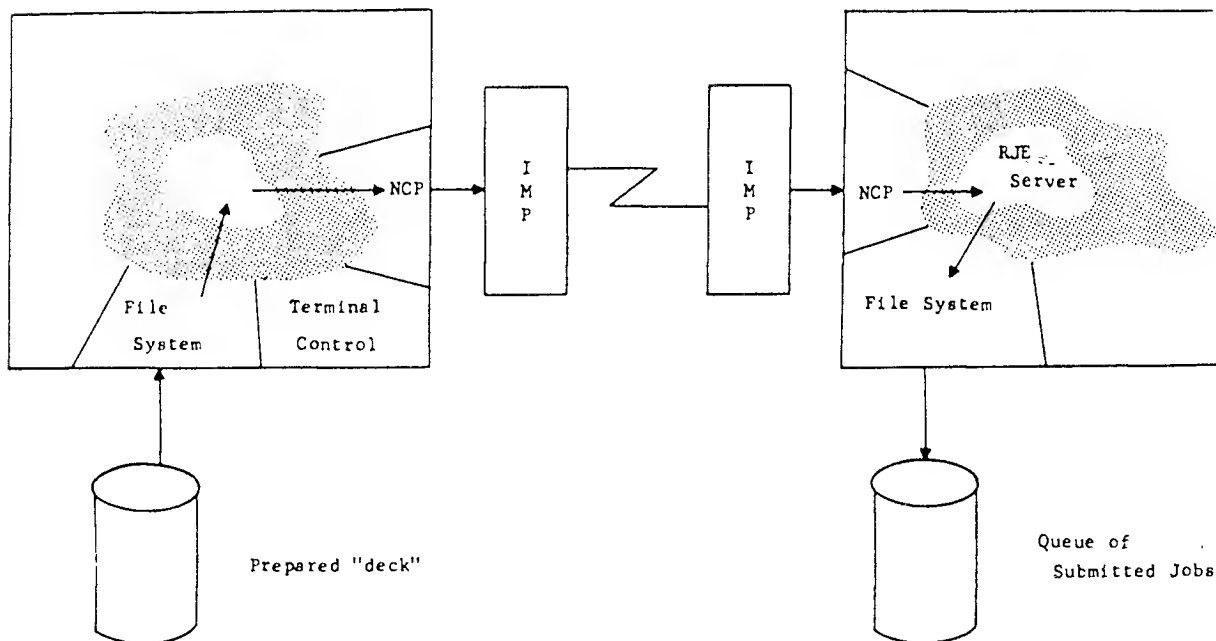 File
System
Terminal
Control
NCP
I
M
P
I
M
P
NCP
RJE
Server
File System
Prepared "deck"
Queue of
Submitted Jobs